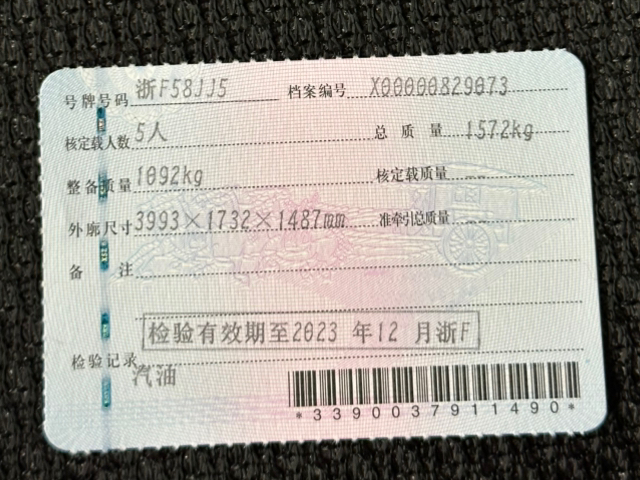 号牌号码 浙F58JJ5 档案编号 X00000829073
核定载人数 5人 总质量 1572kg
整备质量 1092kg 核定载质量
外廓尺寸 3993×1732×1487mm 准牵引总质量
备注
检验有效期至2023 年12 月浙F
检验记录
汽油
*3390037911490*